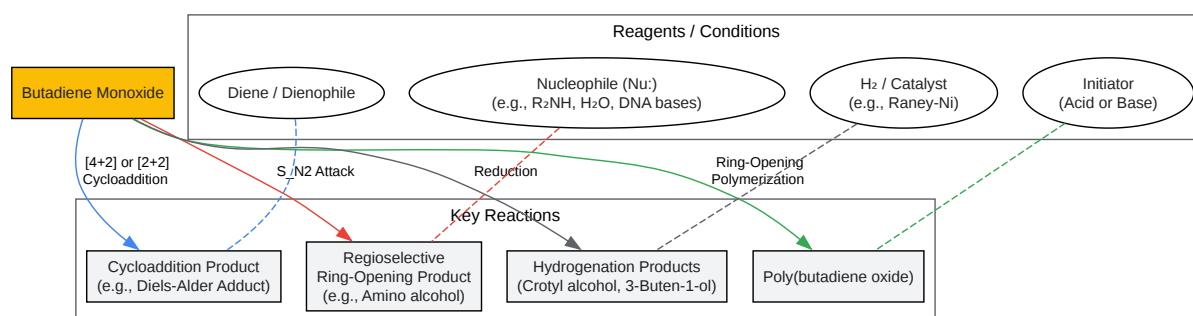 Reagents / Conditions
Butadiene Monoxide
Diene / Dienophile
Nucleophile (Nu:)
(e.g., R₂NH, H₂O, DNA bases)
H₂ / Catalyst
(e.g., Raney-Ni)
Initiator
(Acid or Base)
[4+2] or [2+2]
Cycloaddition
S_N2 Attack
Reduction
Ring-Opening
Polymerization
Key Reactions
Cycloaddition Product
(e.g., Diels-Alder Adduct)
Regioselective
Ring-Opening Product
(e.g., Amino alcohol)
Hydrogenation Products
(Crotyl alcohol, 3-Buten-1-ol)
Poly(butadiene oxide)